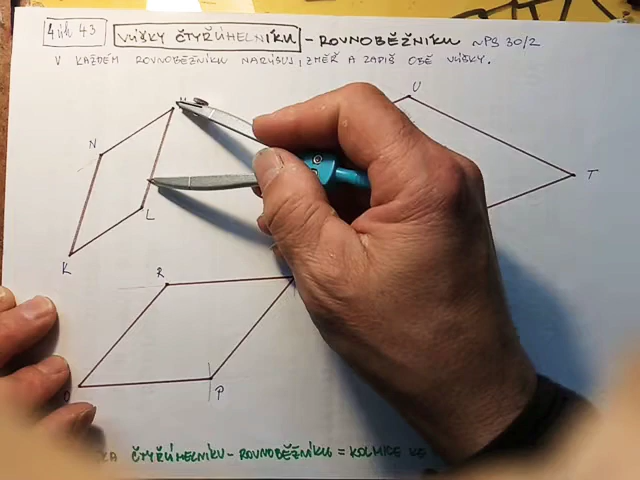 4.úk 43 VÝŠKY ČTYŘÚHELNÍKU - ROVNOBĚŽNÍKU ~PS 30/2
V KAŽDÉM ROVNOBĚŽNÍKU NARÝSUJ, ZMĚŘ A ZAPIŠ OBĚ VÝŠKY.
U
N
T
L
K
R
P
ČTYŘÚHELNÍKU - ROVNOBĚŽNÍKU = KOLMICE KE